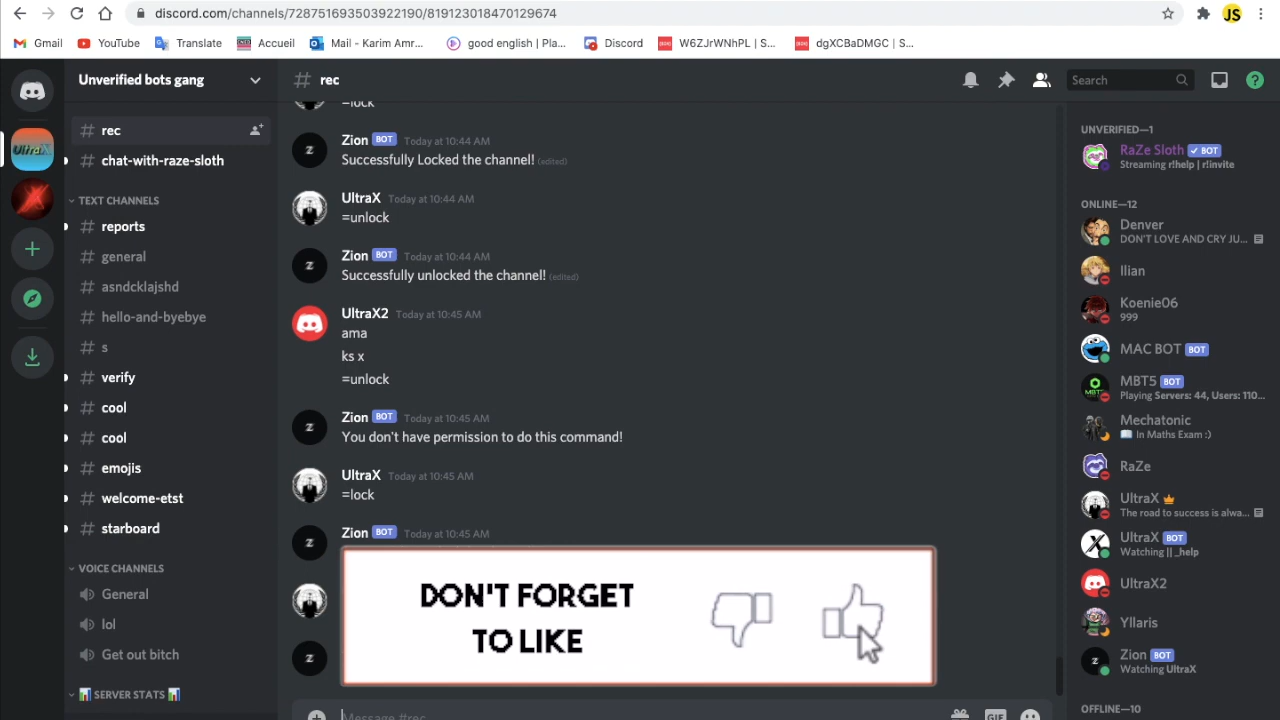 discord.com/channels/728751693503922190/819123018470129674
JS
Gmail
YouTube
Translate
Accueil
Mail - Karim Amr...
good english | Pla...
Discord
W6ZJrWNhPL | S...
dgXCBaDMGC | S...
Unverified bots gang
rec
chat-with-raze-sloth
TEXT CHANNELS
reports
general
asndcklajshd
hello-and-byebye
s
verify
cool
cool
emojis
welcome-etst
starboard
VOICE CHANNELS
General
lol
Get out bitch
📊 SERVER STATS 📊
# rec
Search
=lock
Zion BOT Today at 10:44 AM
Successfully Locked the channel! (edited)
UltraX Today at 10:44 AM
=unlock
Zion BOT Today at 10:44 AM
Successfully unlocked the channel! (edited)
UltraX2 Today at 10:45 AM
ama
ks x
=unlock
Zion BOT Today at 10:45 AM
You don't have permission to do this command!
UltraX Today at 10:45 AM
=lock
Zion BOT Today at 10:45 AM
DON'T FORGET
TO LIKE
Message #rec
GIF
UNVERIFIED—1
RaZe Sloth ✓ BOT
Streaming r!help | r!invite
ONLINE—12
Denver
DON'T LOVE AND CRY JU...
Ilian
Koenie06
999
MAC BOT BOT
MBT5 BOT
Playing Servers: 44, Users: 110...
Mechatonic
📖 In Maths Exam :)
RaZe
UltraX
The road to success is alwa...
UltraX BOT
Watching || _help
UltraX2
Yllaris
Zion BOT
Watching UltraX
OFFLINE—10